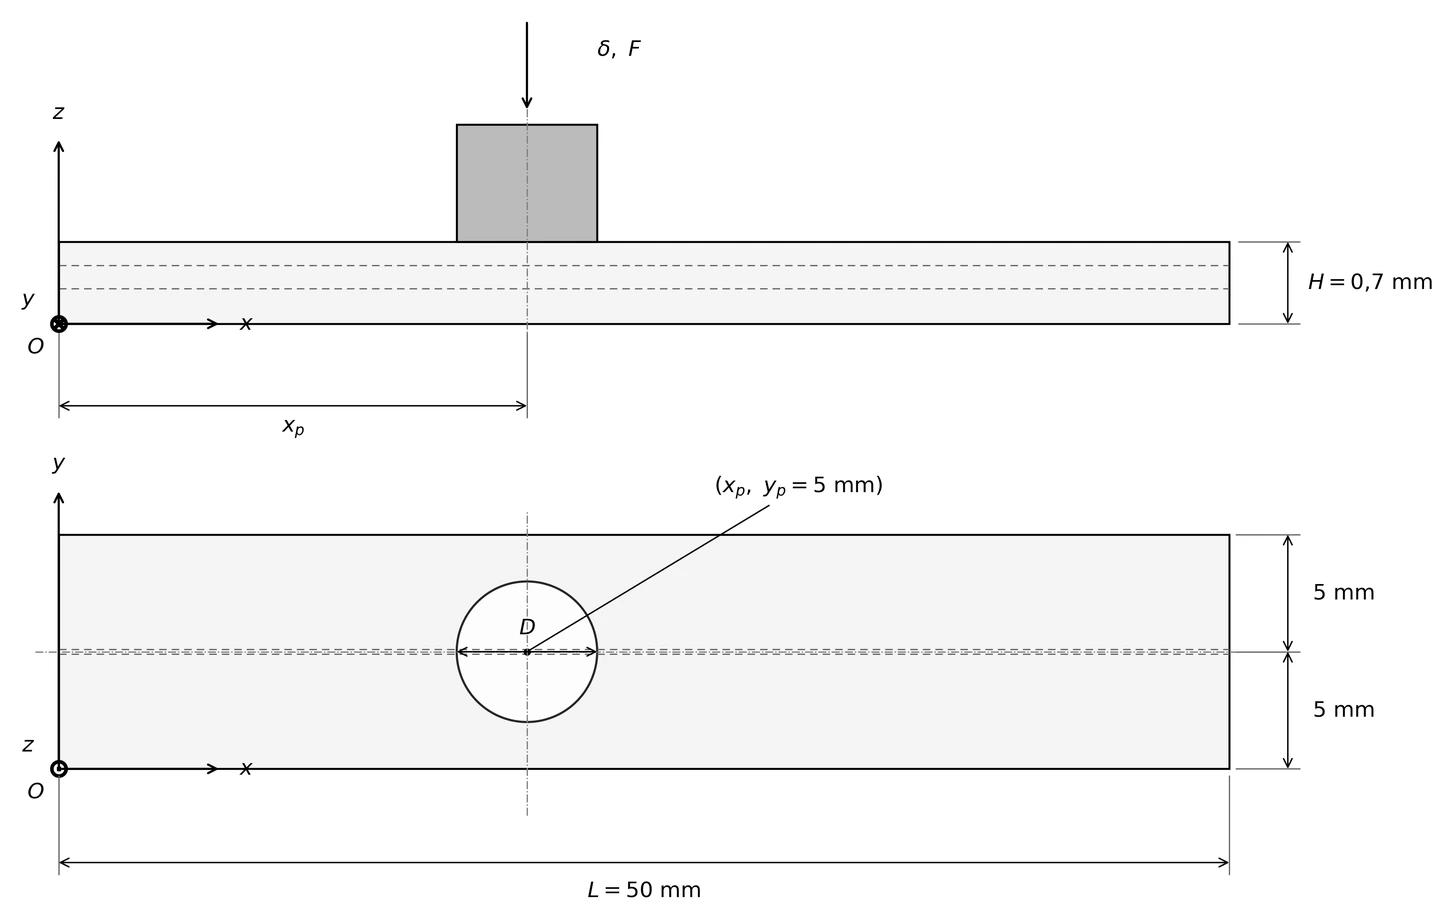 δ, F
z
H = 0,7 mm
y
x
O
x_p
y
(x_p, y_p = 5 mm)
5 mm
D
5 mm
z
x
O
L = 50 mm